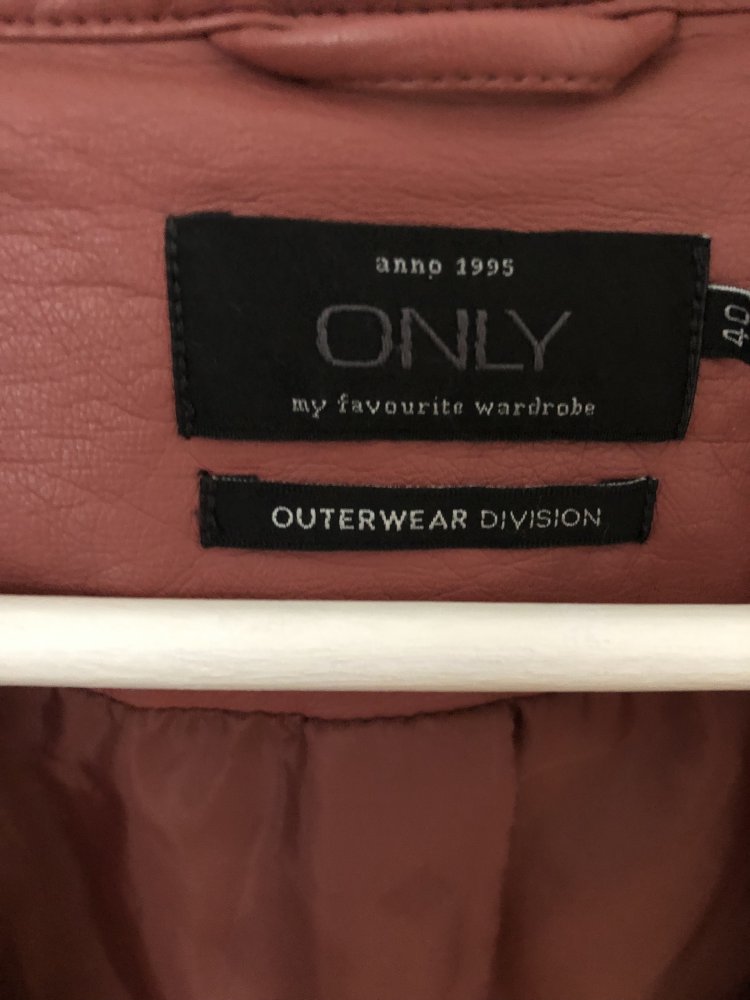 anno 1995
ONLY
my favourite wardrobe
40
OUTERWEAR DIVISION